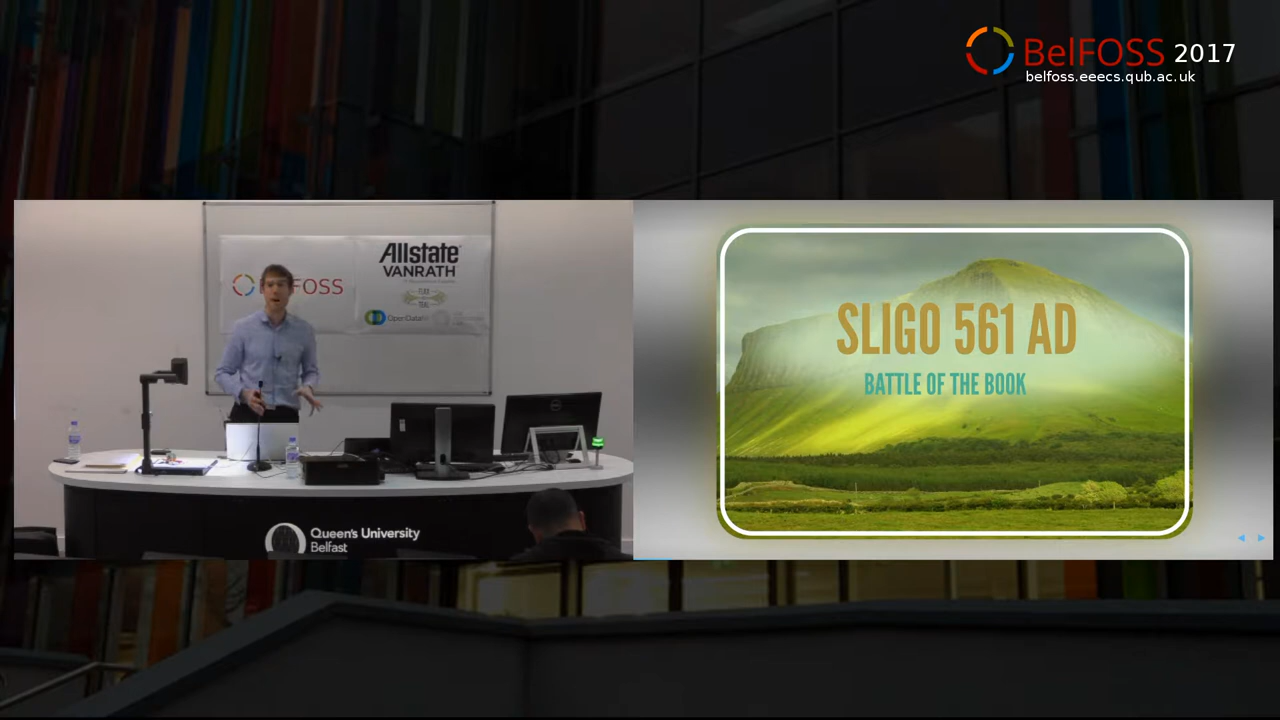 BelFOSS 2017
belfoss.eeecs.qub.ac.uk
Allstate
VANRATH
FOSS
OpenData
Queen's University
Belfast
SLIGO 561 AD
BATTLE OF THE BOOK